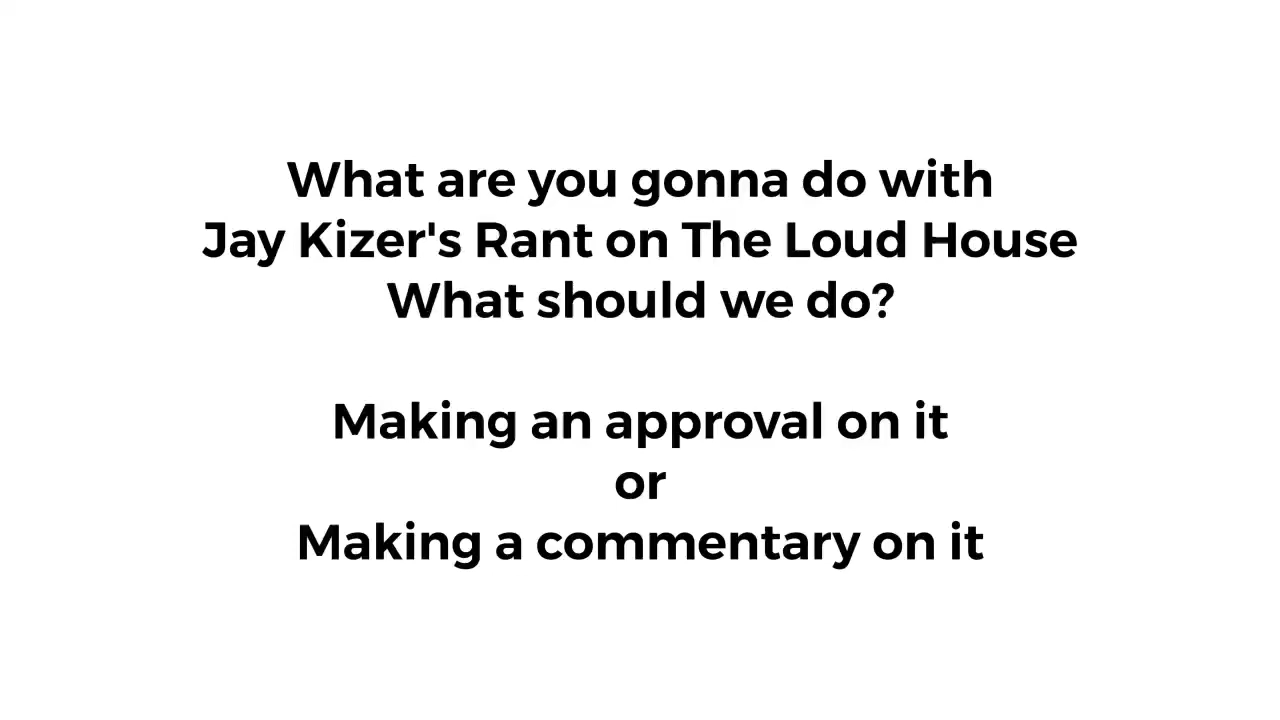 What are you gonna do with
Jay Kizer's Rant on The Loud House
What should we do?
Making an approval on it
or
Making a commentary on it